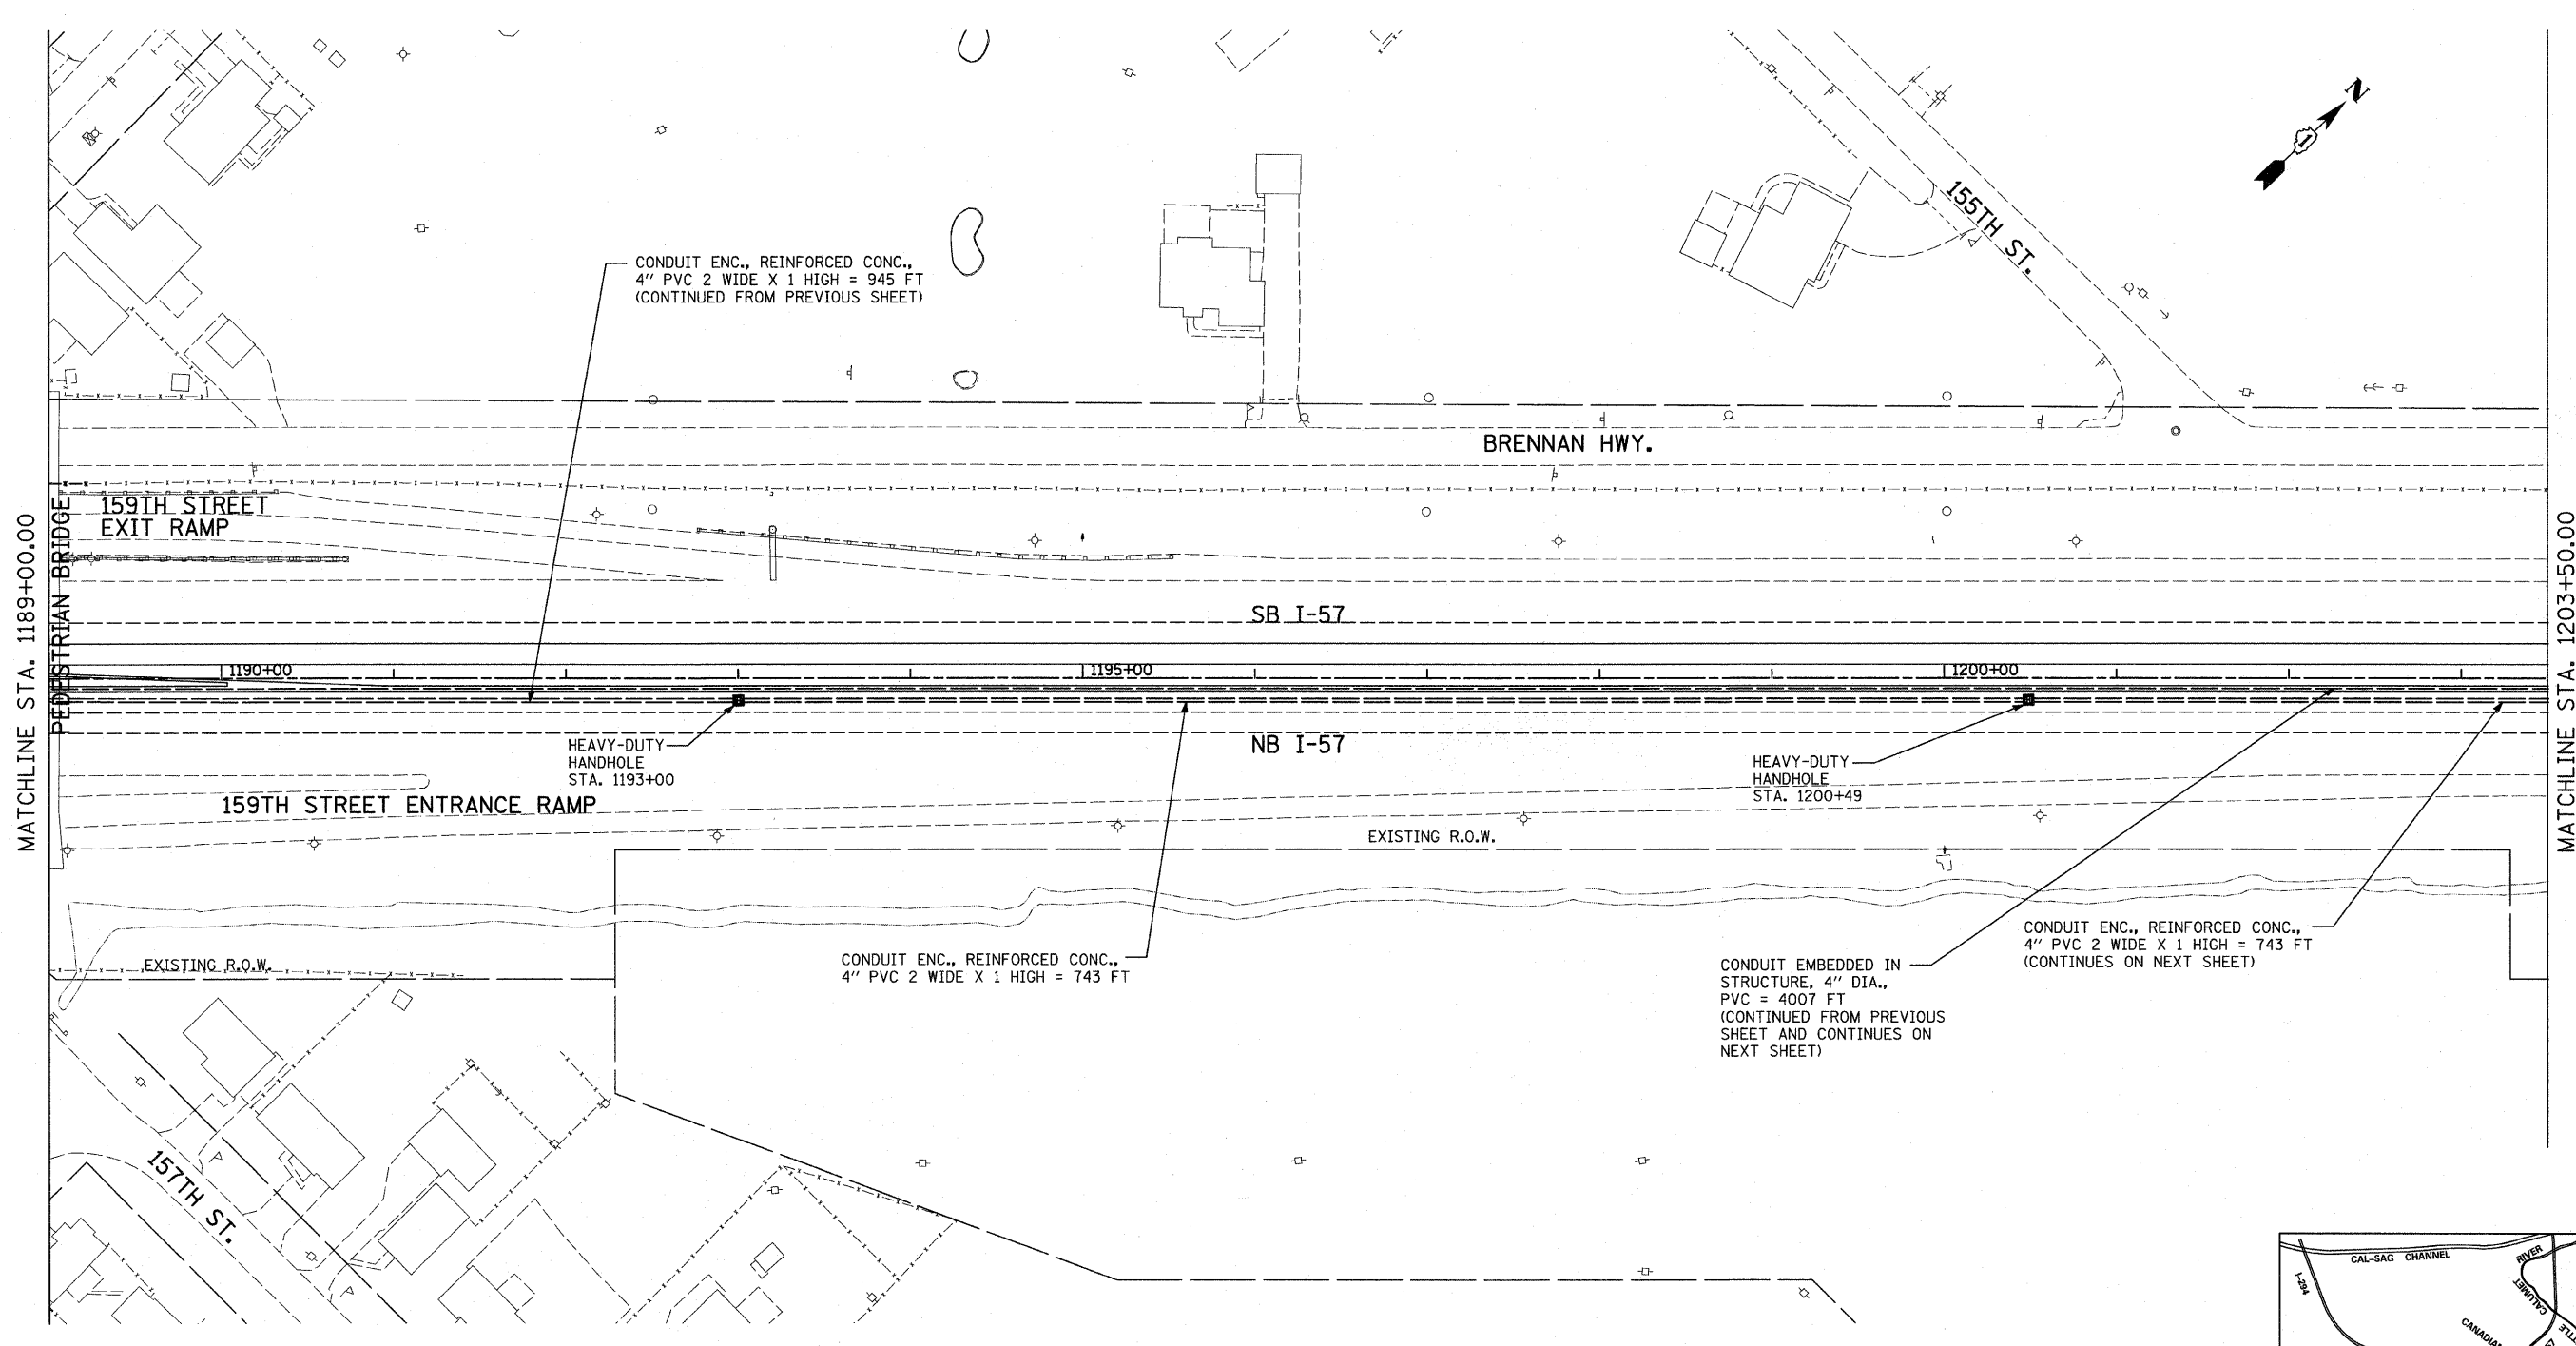 N
1
155TH ST.
CONDUIT ENC., REINFORCED CONC.,
4" PVC 2 WIDE X 1 HIGH = 945 FT
(CONTINUED FROM PREVIOUS SHEET)
BRENNAN HWY.
159TH STREET
EXIT RAMP
MATCHLINE STA. 1189+00.00
PEDESTRIAN BRIDGE
SB I-57
1190+00
1195+00
1200+00
MATCHLINE STA. 1203+50.00
NB I-57
HEAVY-DUTY
HANDHOLE
STA. 1193+00
HEAVY-DUTY
HANDHOLE
STA. 1200+49
159TH STREET ENTRANCE RAMP
EXISTING R.O.W.
CONDUIT ENC., REINFORCED CONC.,
4" PVC 2 WIDE X 1 HIGH = 743 FT
CONDUIT EMBEDDED IN
STRUCTURE, 4" DIA.,
PVC = 4007 FT
(CONTINUED FROM PREVIOUS
SHEET AND CONTINUES ON
NEXT SHEET)
CONDUIT ENC., REINFORCED CONC.,
4" PVC 2 WIDE X 1 HIGH = 743 FT
(CONTINUES ON NEXT SHEET)
EXISTING R.O.W.
157TH ST.
CAL-SAG CHANNEL
RIVER
CALUMET
I-294